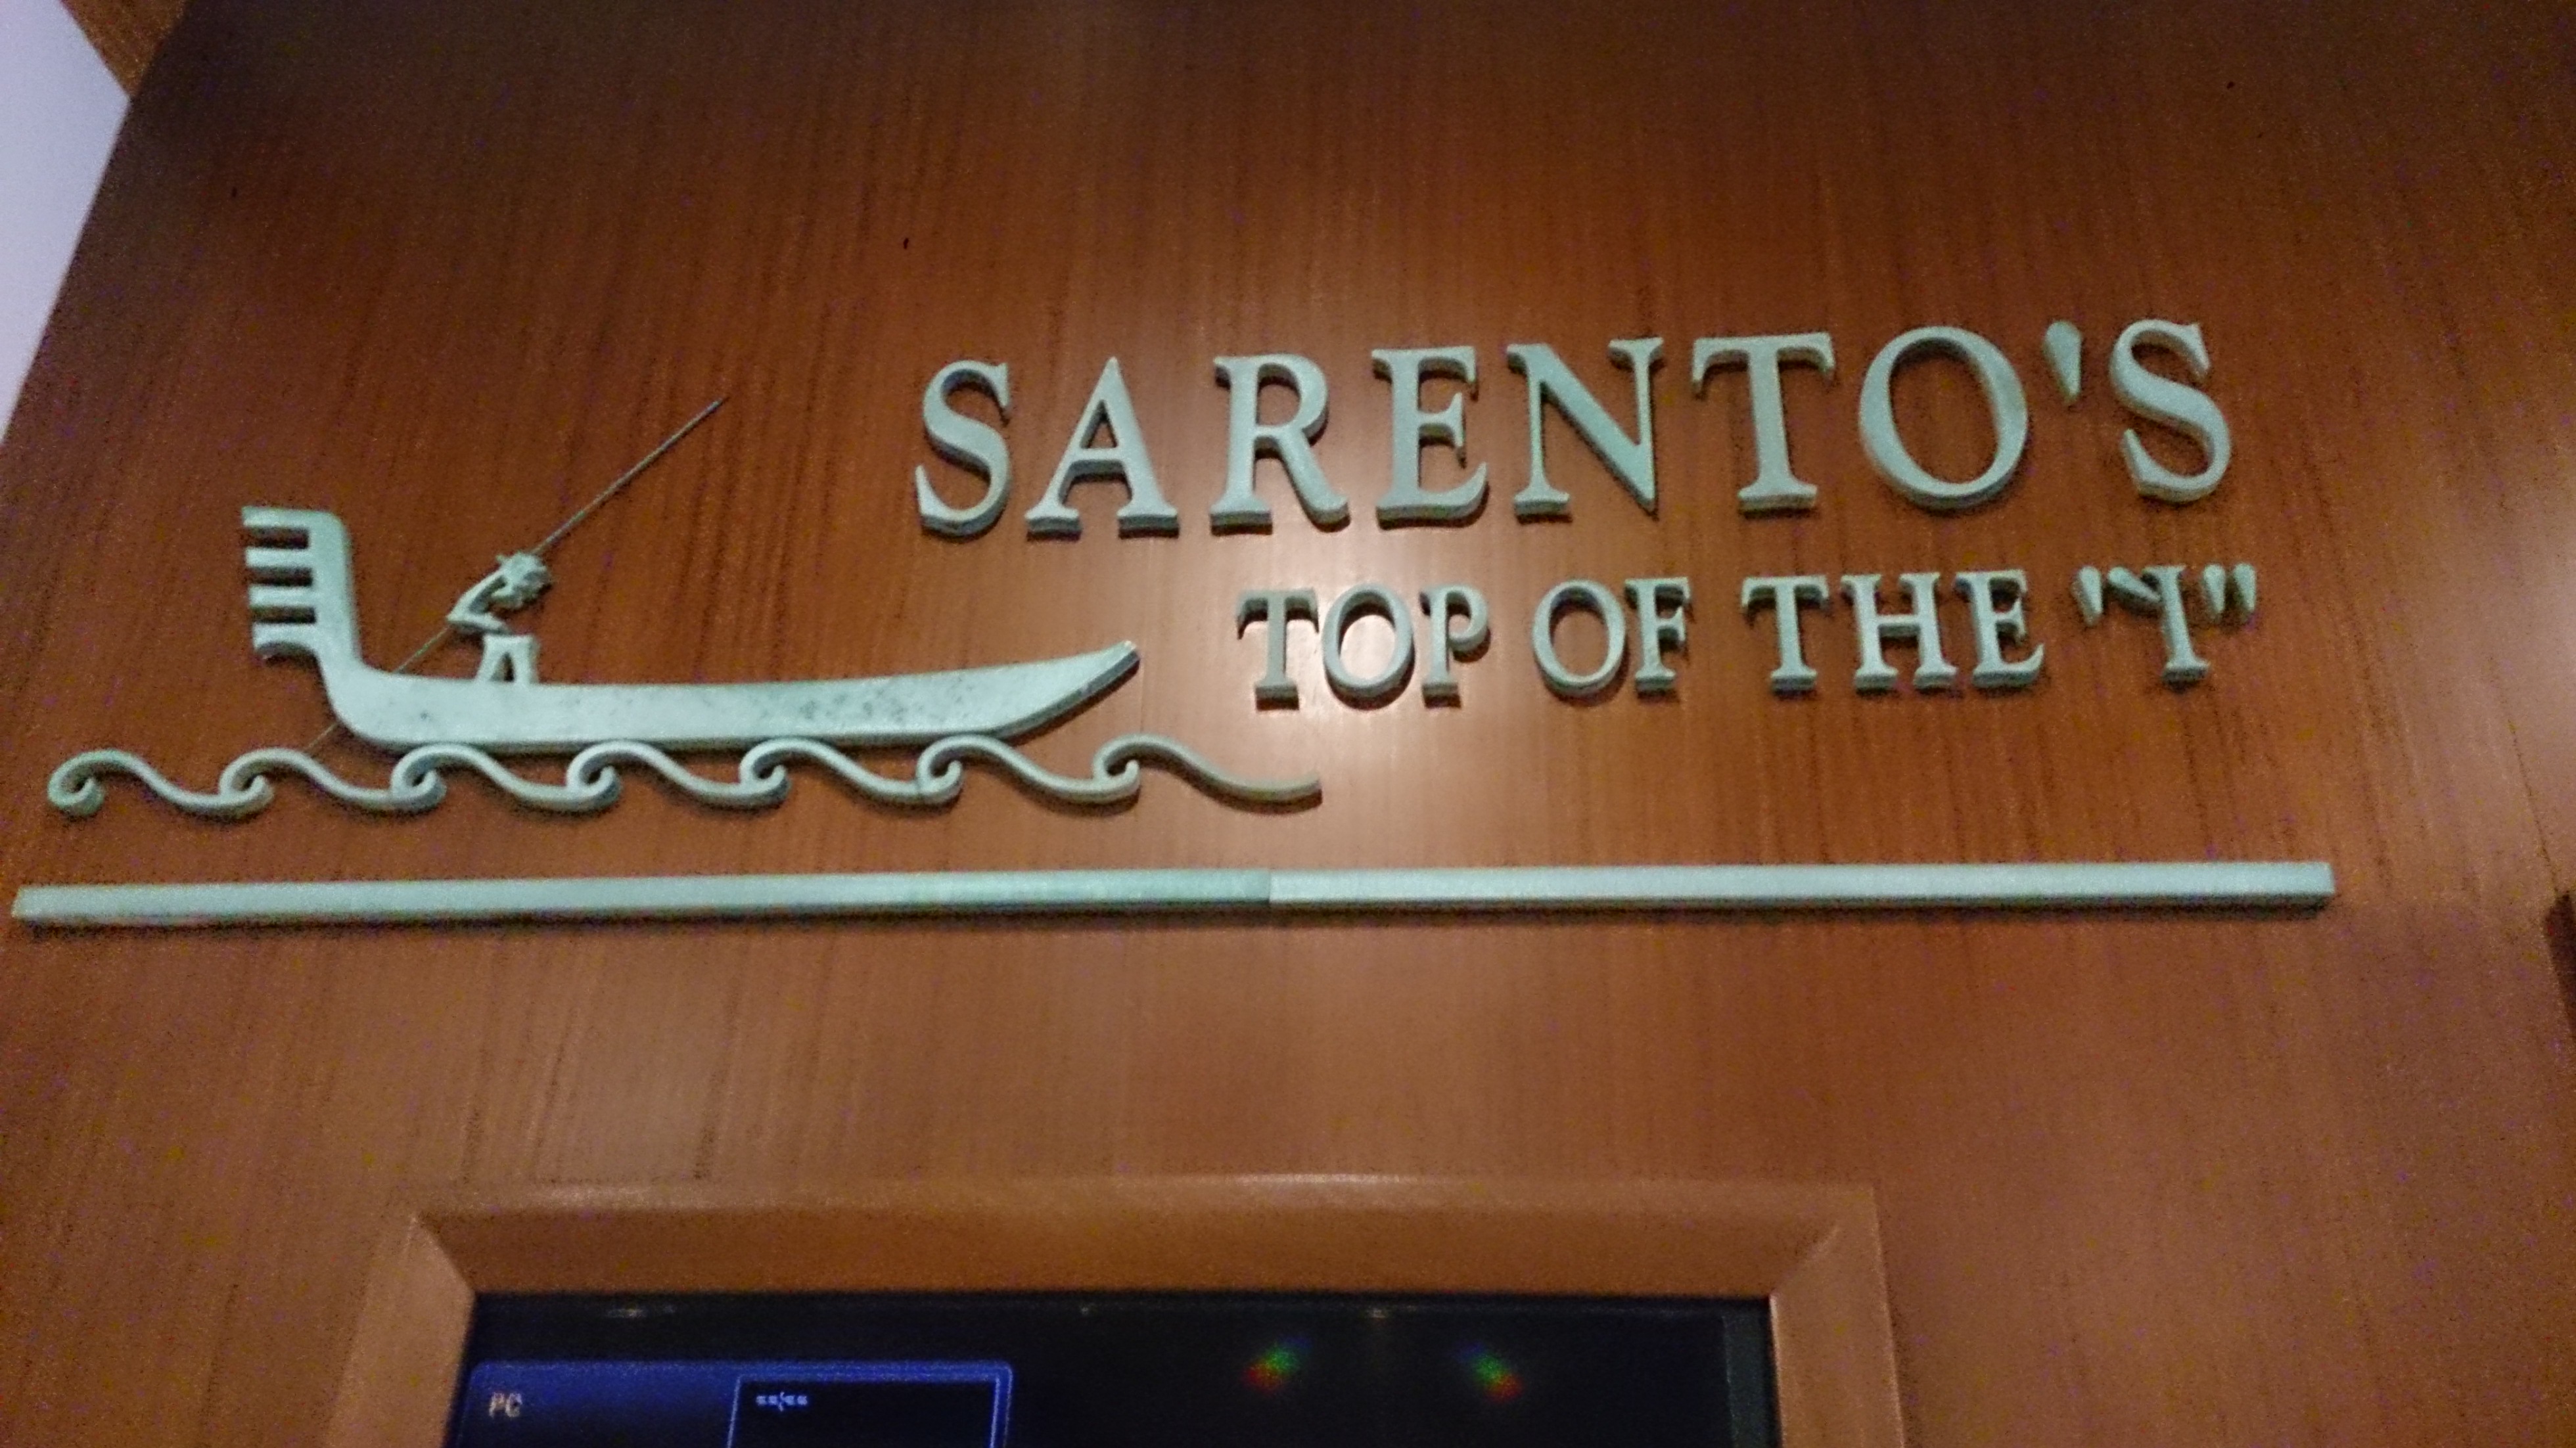 SARENTO'S
TOP OF THE "I"
PC